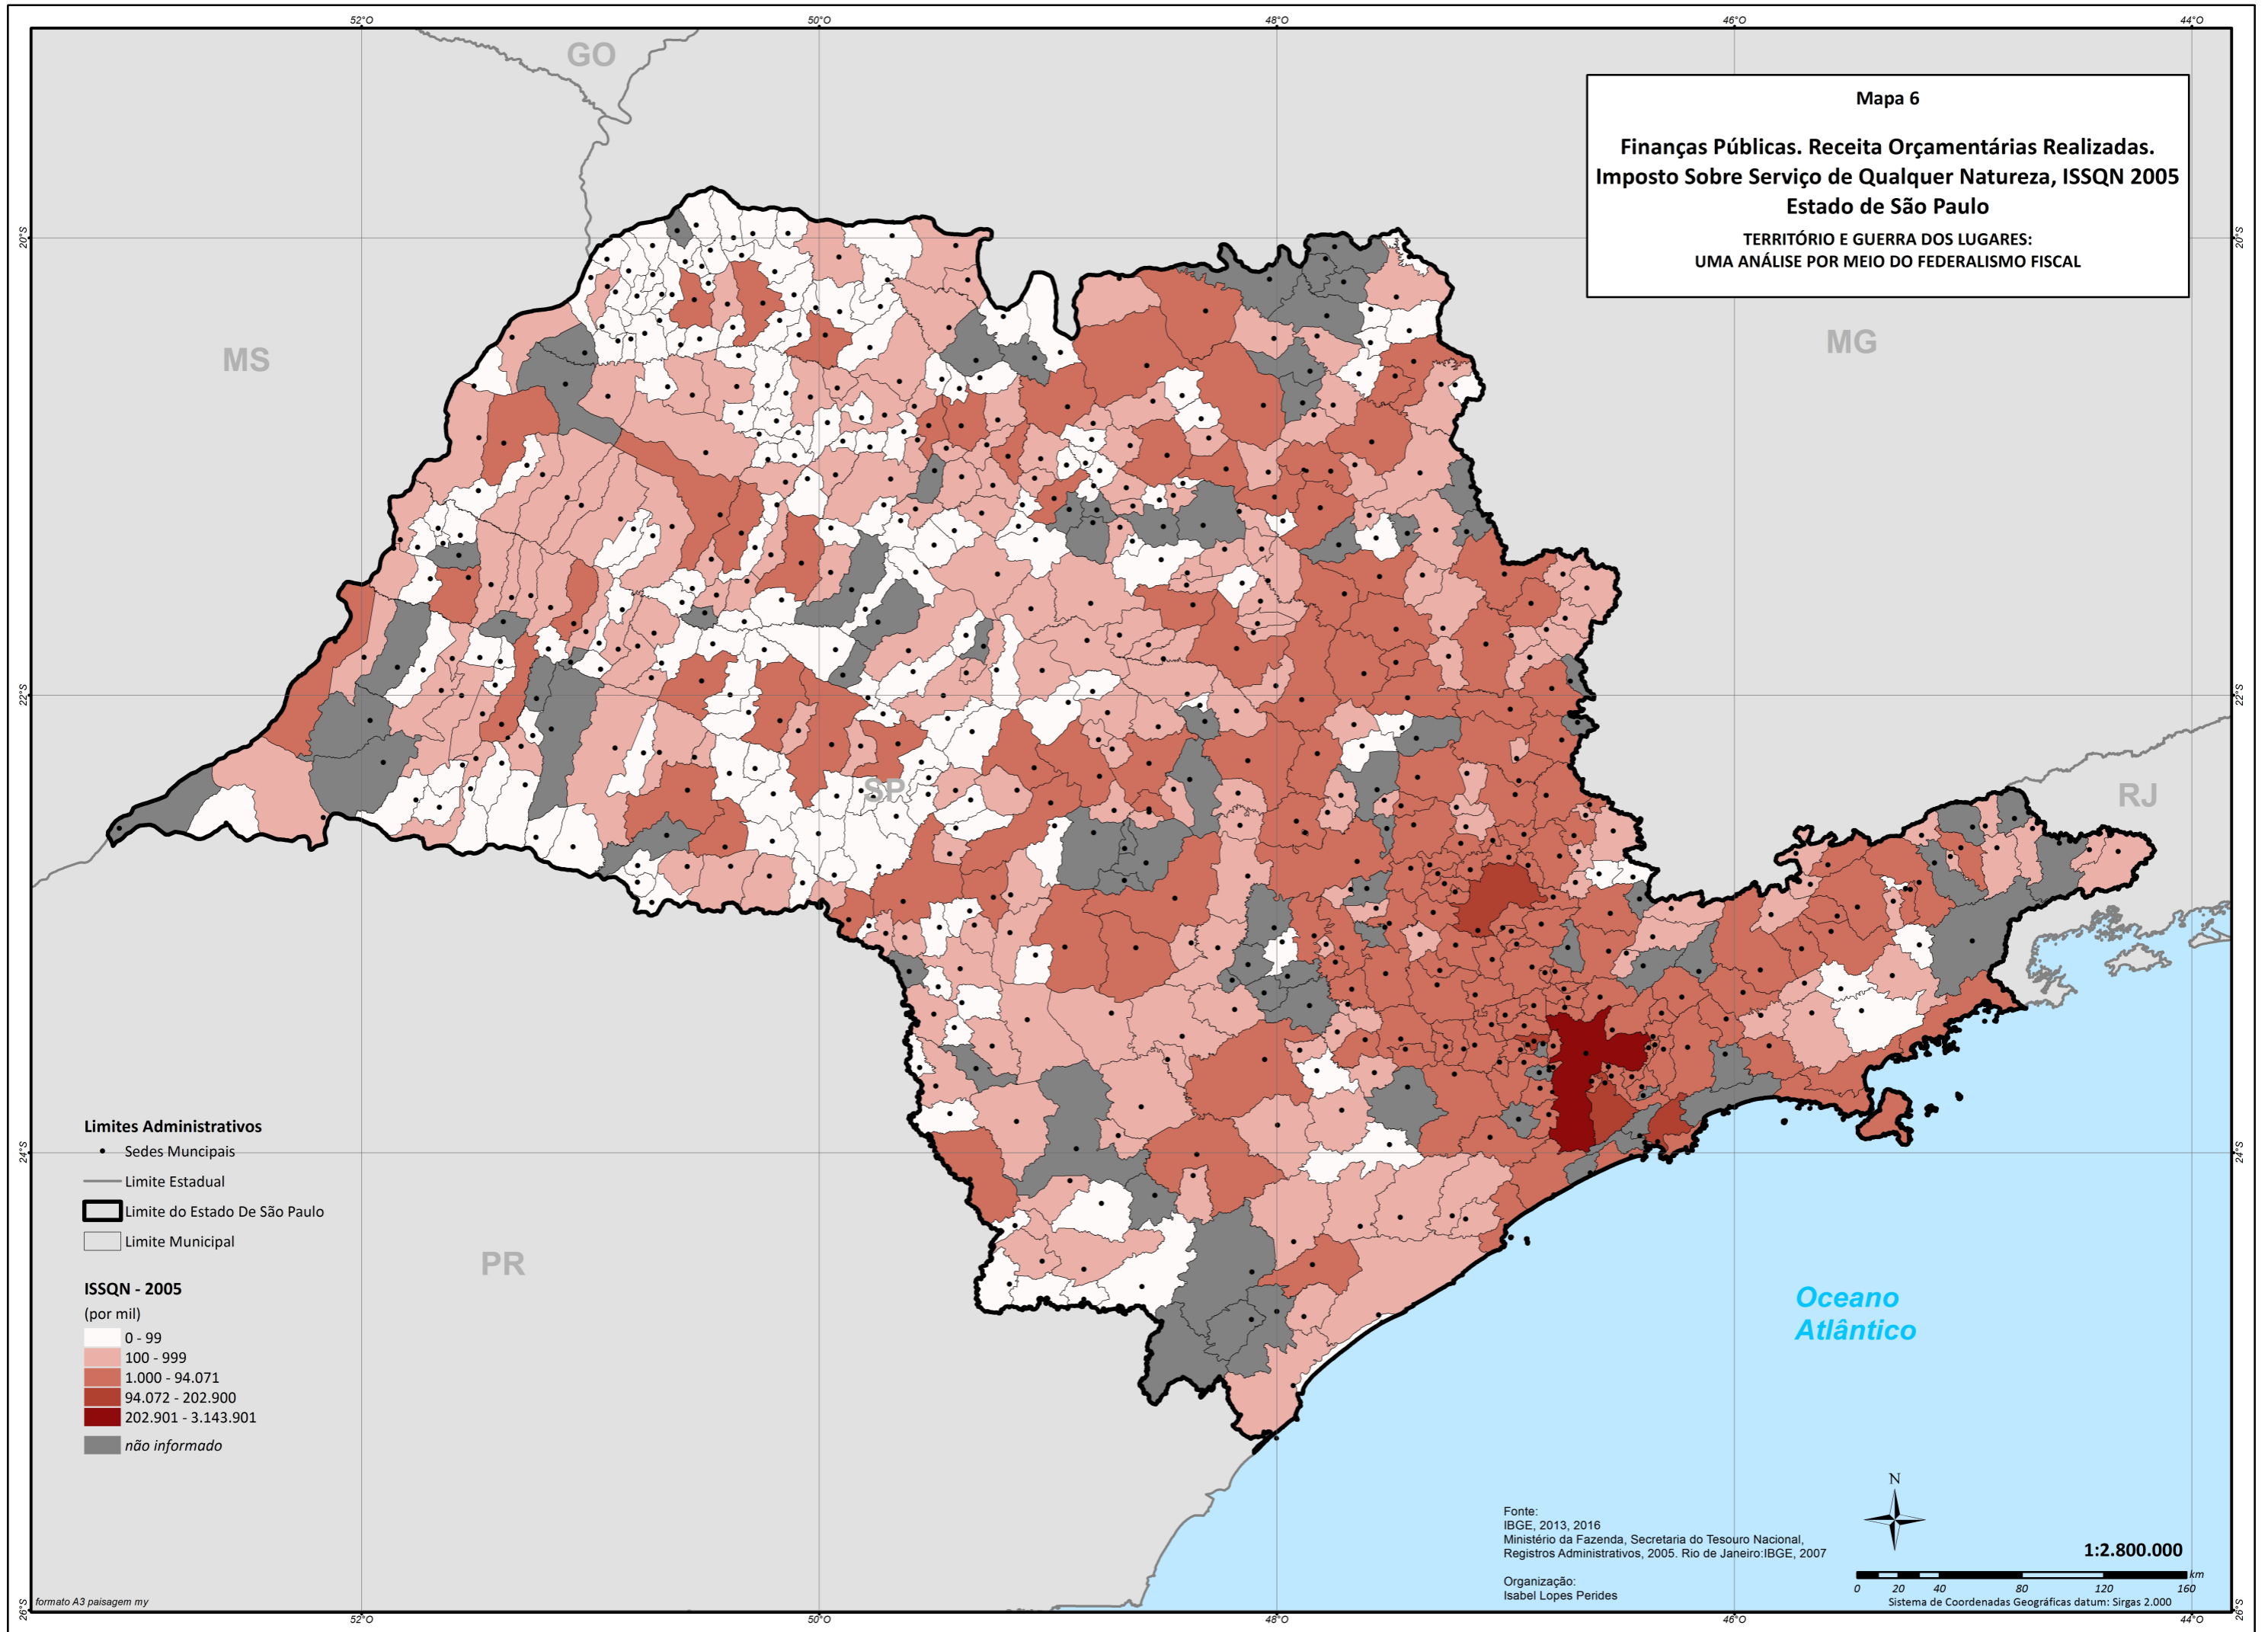 52°O
50°O
48°O
46°O
44°O
GO
Mapa 6
Finanças Públicas. Receita Orçamentárias Realizadas.
Imposto Sobre Serviço de Qualquer Natureza, ISSQN 2005
Estado de São Paulo
TERRITÓRIO E GUERRA DOS LUGARES:
UMA ANÁLISE POR MEIO DO FEDERALISMO FISCAL
20°S
20°S
MS
MG
22°S
22°S
SP
RJ
24°S
24°S
PR
Oceano
Atlântico
Limites Administrativos
Sedes Muncipais
Limite Estadual
Limite do Estado De São Paulo
Limite Municipal
ISSQN - 2005
(por mil)
0 - 99
100 - 999
1.000 - 94.071
94.072 - 202.900
202.901 - 3.143.901
não informado
Fonte:
IBGE, 2013, 2016
Ministério da Fazenda, Secretaria do Tesouro Nacional,
Registros Administrativos, 2005. Rio de Janeiro:IBGE, 2007
Organização:
Isabel Lopes Perides
N
1:2.800.000
km
0 20 40 80 120 160
Sistema de Coordenadas Geográficas datum: Sirgas 2.000
formato A3 paisagem my
26°S
26°S
52°O
50°O
48°O
46°O
44°O